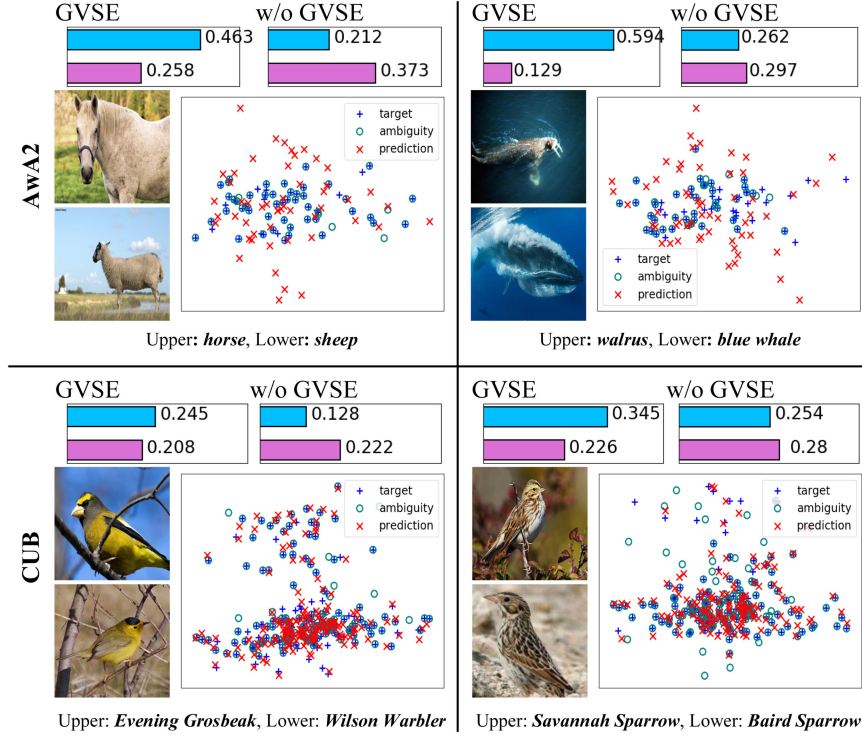 GVSE w/o GVSE
0.463 0.212
0.258 0.373
AwA2
target
ambiguity
prediction
Upper: horse, Lower: sheep
GVSE w/o GVSE
0.594 0.262
0.129 0.297
target
ambiguity
prediction
Upper: walrus, Lower: blue whale
GVSE w/o GVSE
0.245 0.128
0.208 0.222
CUB
target
ambiguity
prediction
Upper: Evening Grosbeak, Lower: Wilson Warbler
GVSE w/o GVSE
0.345 0.254
0.226 0.28
target
ambiguity
prediction
Upper: Savannah Sparrow, Lower: Baird Sparrow